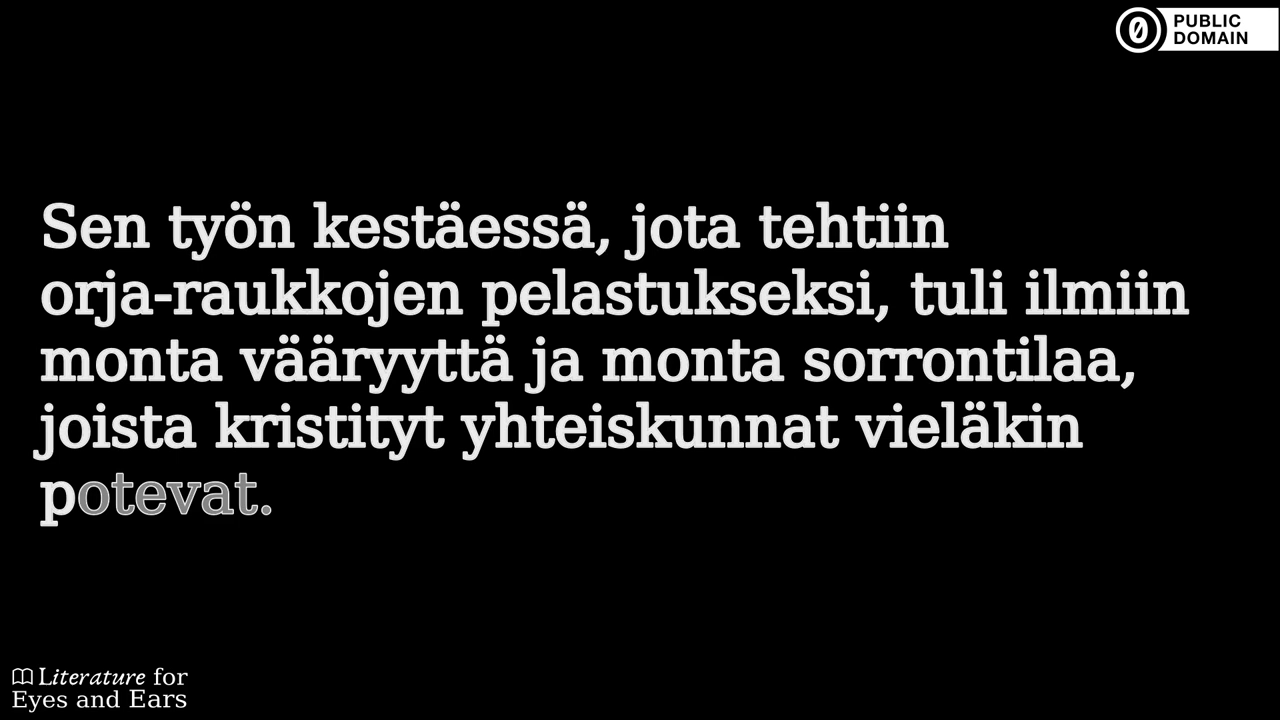 PUBLIC
DOMAIN
Sen työn kestäessä, jota tehtiin
orja-raukkojen pelastukseksi, tuli ilmiin
monta vääryyttä ja monta sorrontilaa,
joista kristityt yhteiskunnat vieläkin
potevat.
Literature for
Eyes and Ears